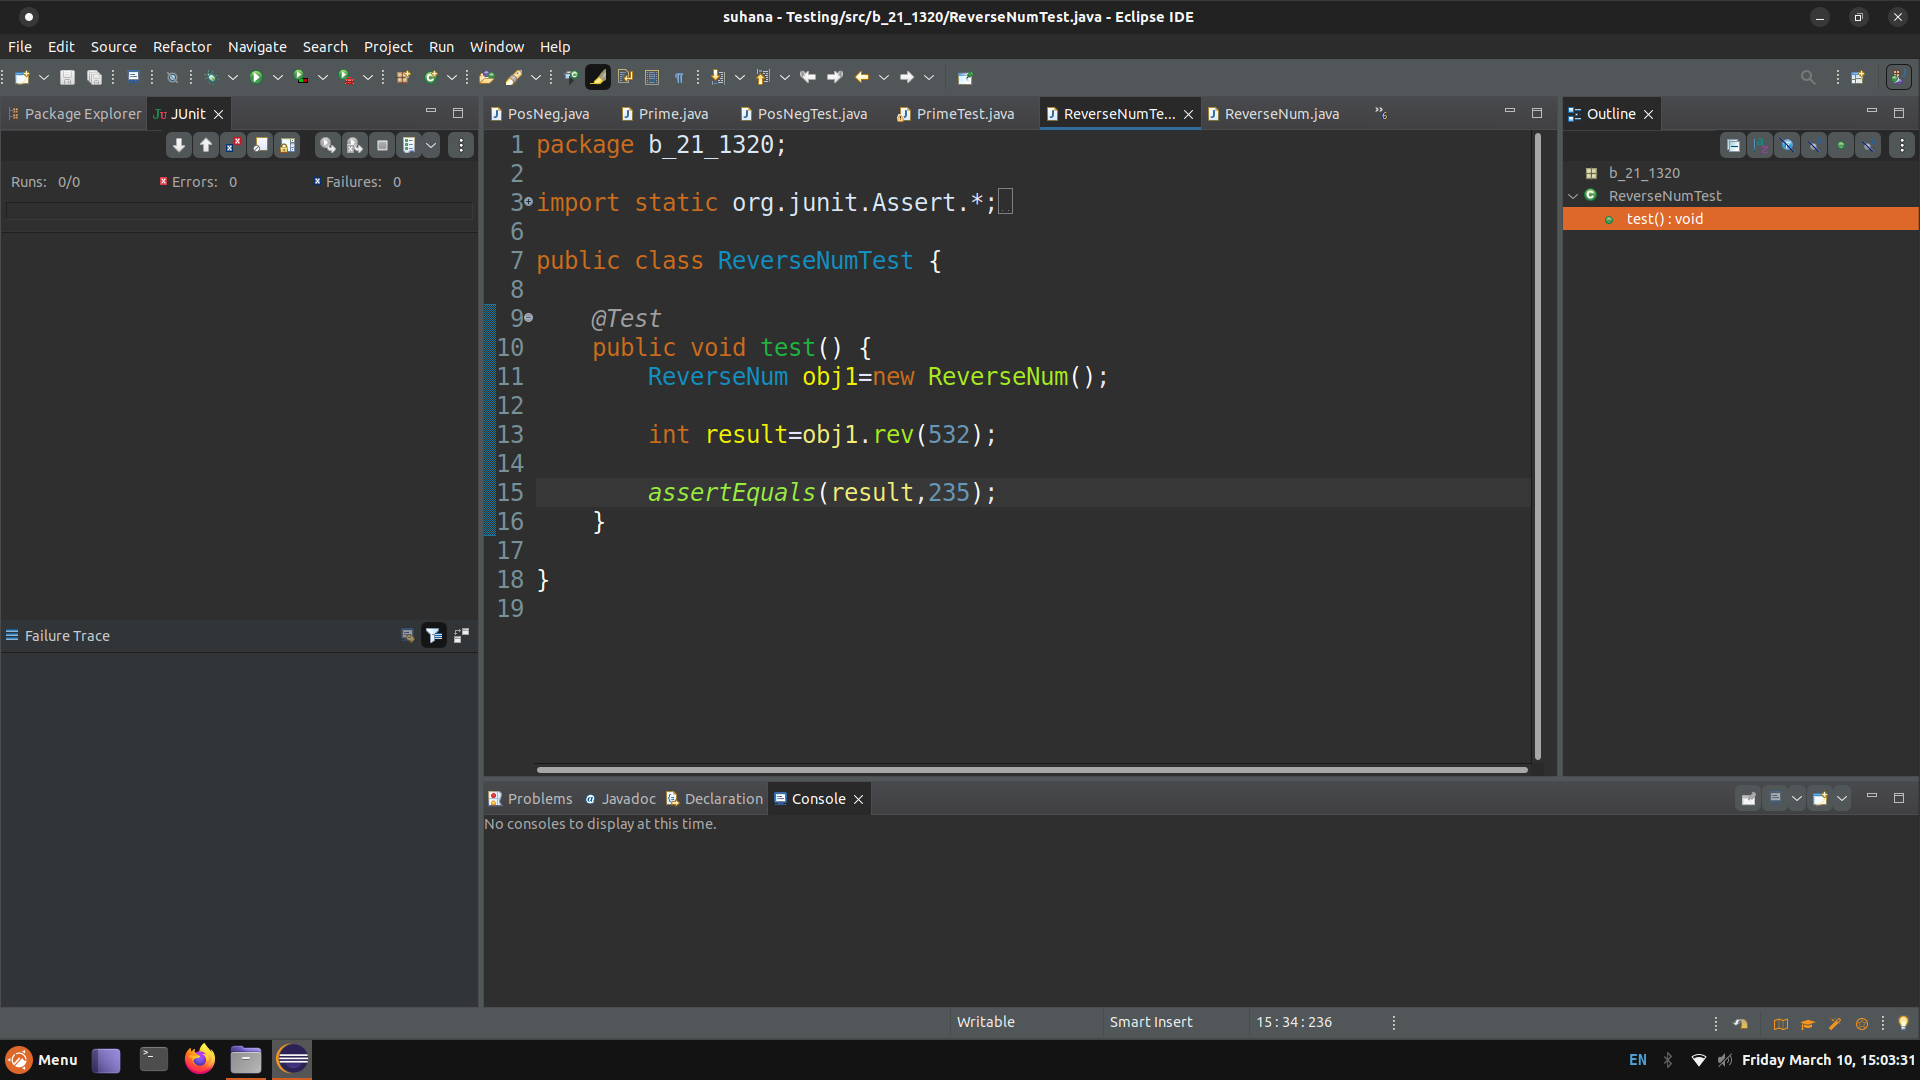 suhana - Testing/src/b_21_1320/ReverseNumTest.java - Eclipse IDE
File Edit Source Refactor Navigate Search Project Run Window Help
Package Explorer JUnit
Runs: 0/0 Errors: 0 Failures: 0
Failure Trace
PosNeg.java Prime.java PosNegTest.java PrimeTest.java ReverseNumTe... ReverseNum.java »6
1 package b_21_1320;
2
3 import static org.junit.Assert.*;
6
7 public class ReverseNumTest {
8
9 @Test
10 public void test() {
11 ReverseNum obj1=new ReverseNum();
12
13 int result=obj1.rev(532);
14
15 assertEquals(result,235);
16 }
17
18 }
19
Outline
b_21_1320
ReverseNumTest
test() : void
Problems Javadoc Declaration Console
No consoles to display at this time.
Writable Smart Insert 15 : 34 : 236
Menu EN Friday March 10, 15:03:31